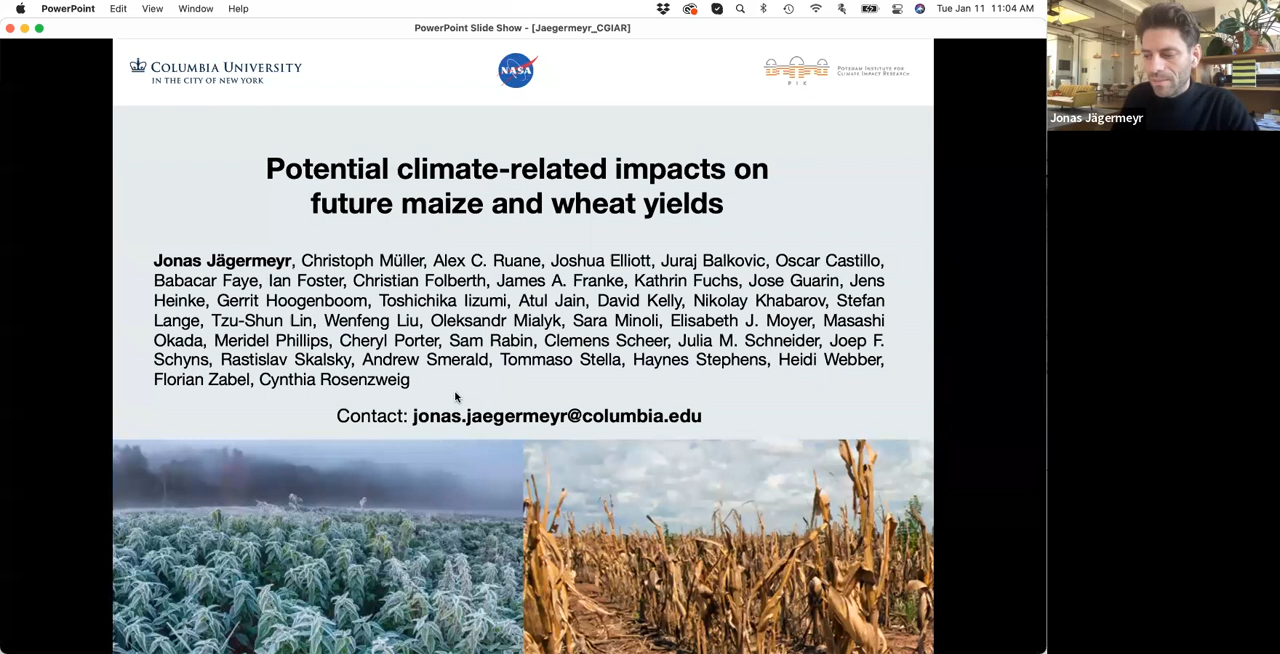 PowerPoint Edit View Window Help Tue Jan 11 11:04 AM
PowerPoint Slide Show - [Jaegermeyr_CGIAR]
COLUMBIA UNIVERSITY
IN THE CITY OF NEW YORK
NASA
POTSDAM INSTITUTE FOR
CLIMATE IMPACT RESEARCH
P I K
Jonas Jägermeyr
Potential climate-related impacts on
future maize and wheat yields
Jonas Jägermeyr, Christoph Müller, Alex C. Ruane, Joshua Elliott, Juraj Balkovic, Oscar Castillo,
Babacar Faye, Ian Foster, Christian Folberth, James A. Franke, Kathrin Fuchs, Jose Guarin, Jens
Heinke, Gerrit Hoogenboom, Toshichika Iizumi, Atul Jain, David Kelly, Nikolay Khabarov, Stefan
Lange, Tzu-Shun Lin, Wenfeng Liu, Oleksandr Mialyk, Sara Minoli, Elisabeth J. Moyer, Masashi
Okada, Meridel Phillips, Cheryl Porter, Sam Rabin, Clemens Scheer, Julia M. Schneider, Joep F.
Schyns, Rastislav Skalsky, Andrew Smerald, Tommaso Stella, Haynes Stephens, Heidi Webber,
Florian Zabel, Cynthia Rosenzweig
Contact: jonas.jaegermeyr@columbia.edu